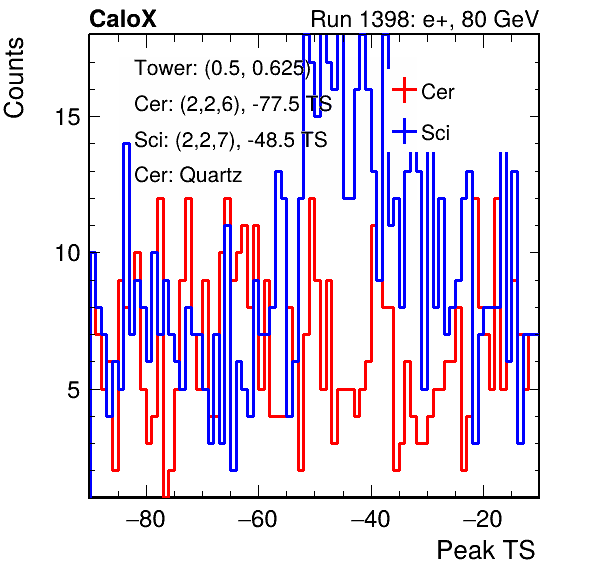 CaloX Run 1398: e+, 80 GeV
Counts
Tower: (0.5, 0.625)
Cer: (2,2,6), -77.5 TS
Sci: (2,2,7), -48.5 TS
Cer: Quartz
Cer
Sci
15
10
5
−80 −60 −40 −20
Peak TS